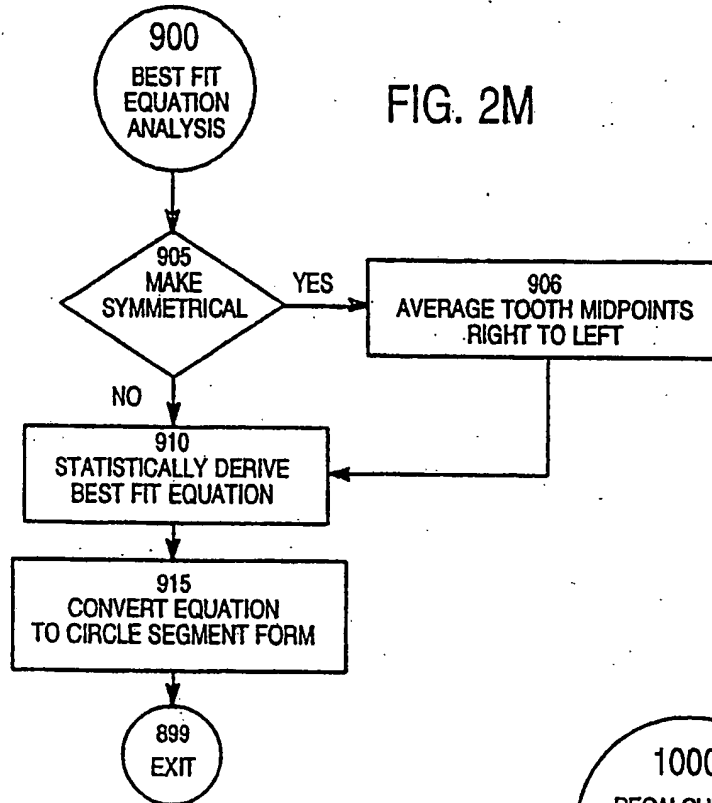 900
BEST FIT
EQUATION
ANALYSIS
FIG. 2M
905
MAKE
SYMMETRICAL
YES
906
AVERAGE TOOTH MIDPOINTS
RIGHT TO LEFT
NO
910
STATISTICALLY DERIVE
BEST FIT EQUATION
915
CONVERT EQUATION
TO CIRCLE SEGMENT FORM
899
EXIT
1000